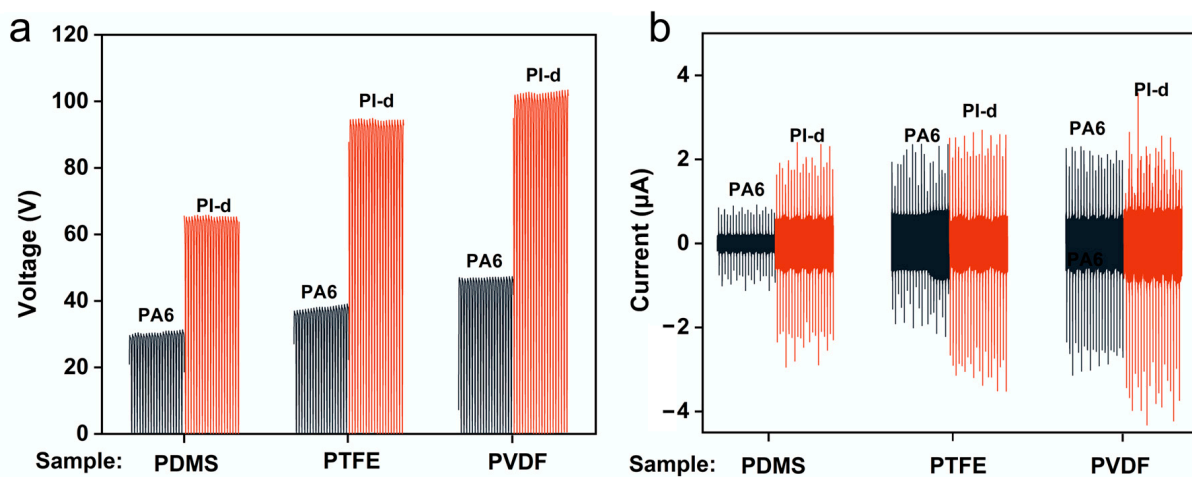 a
120
100
80
60
40
20
0
Voltage (V)
PA6
PI-d
PA6
PI-d
PA6
PI-d
Sample:
PDMS
PTFE
PVDF
b
4
2
0
−2
−4
Current (μA)
PA6
PI-d
PA6
PI-d
PA6
PI-d
PA6
Sample:
PDMS
PTFE
PVDF